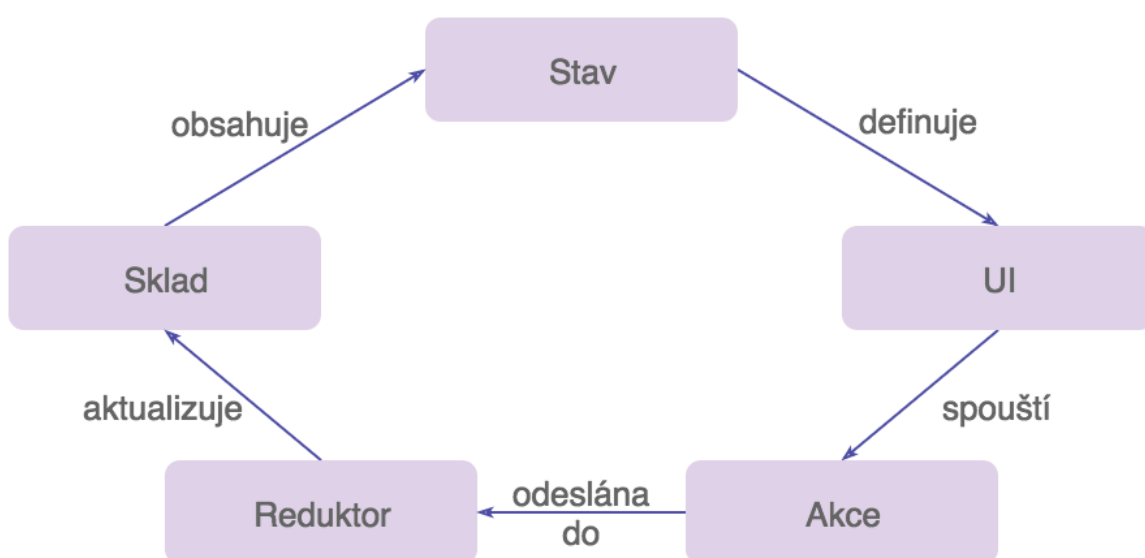 Stav
obsahuje
definuje
Sklad
UI
aktualizuje
spouští
Reduktor
odeslána
do
Akce